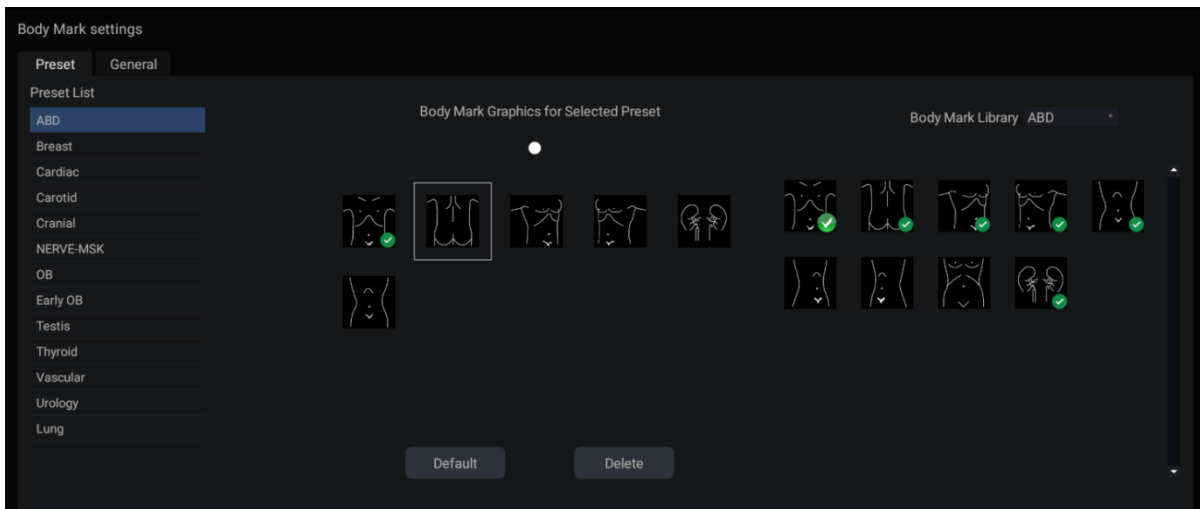 Body Mark settings
Preset General
Preset List
ABD
Breast
Cardiac
Carotid
Cranial
NERVE-MSK
OB
Early OB
Testis
Thyroid
Vascular
Urology
Lung
Body Mark Graphics for Selected Preset
Body Mark Library ABD
Default Delete